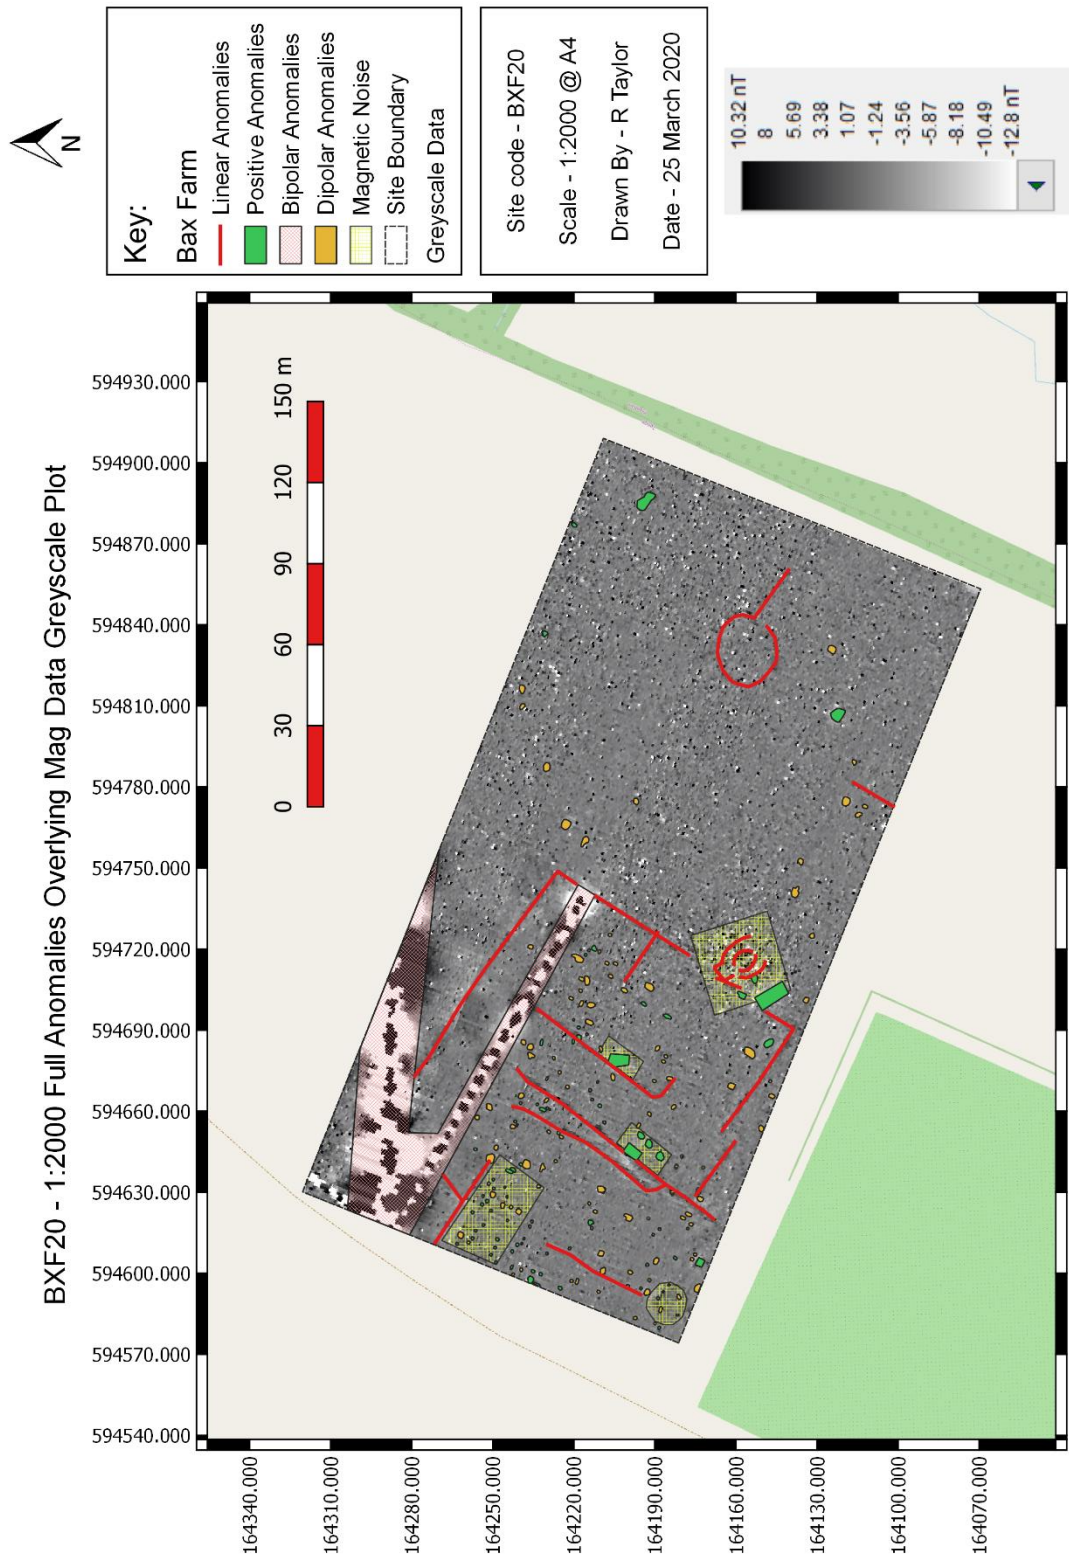 BXF20 - 1:2000 Full Anomalies Overlying Mag Data Greyscale Plot
N
Key:
Bax Farm
Linear Anomalies
Positive Anomalies
Bipolar Anomalies
Dipolar Anomalies
Magnetic Noise
Site Boundary
Greyscale Data
Site code - BXF20
Scale - 1:2000 @ A4
Drawn By - R Taylor
Date - 25 March 2020
10.32 nT
8
5.69
3.38
1.07
-1.24
-3.56
-5.87
-8.18
-10.49
-12.8 nT
0 30 60 90 120 150 m
594540.000
594570.000
594600.000
594630.000
594660.000
594690.000
594720.000
594750.000
594780.000
594810.000
594840.000
594870.000
594900.000
594930.000
164340.000
164310.000
164280.000
164250.000
164220.000
164190.000
164160.000
164130.000
164100.000
164070.000